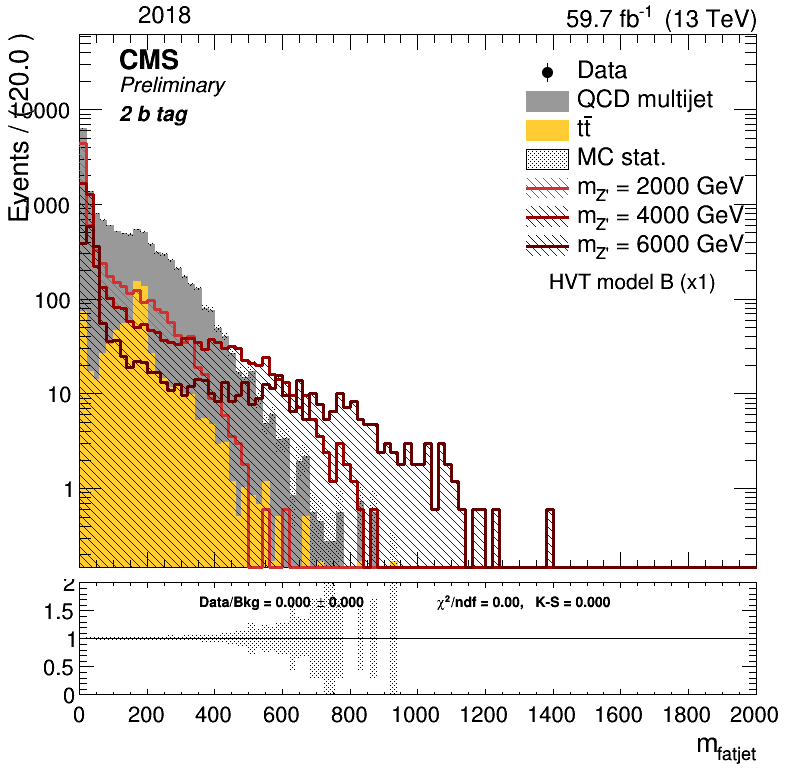 2018
59.7 fb⁻¹ (13 TeV)
CMS
Preliminary
2 b tag
Data
QCD multijet
tt̄
MC stat.
m_Z' = 2000 GeV
m_Z' = 4000 GeV
m_Z' = 6000 GeV
HVT model B (x1)
Events / ( 20.0 )
10000
1000
100
10
1
Data/Bkg = 0.000 ± 0.000
χ²/ndf = 0.00, K-S = 0.000
2
1.5
1
0.5
0
0 200 400 600 800 1000 1200 1400 1600 1800 2000
m_fatjet